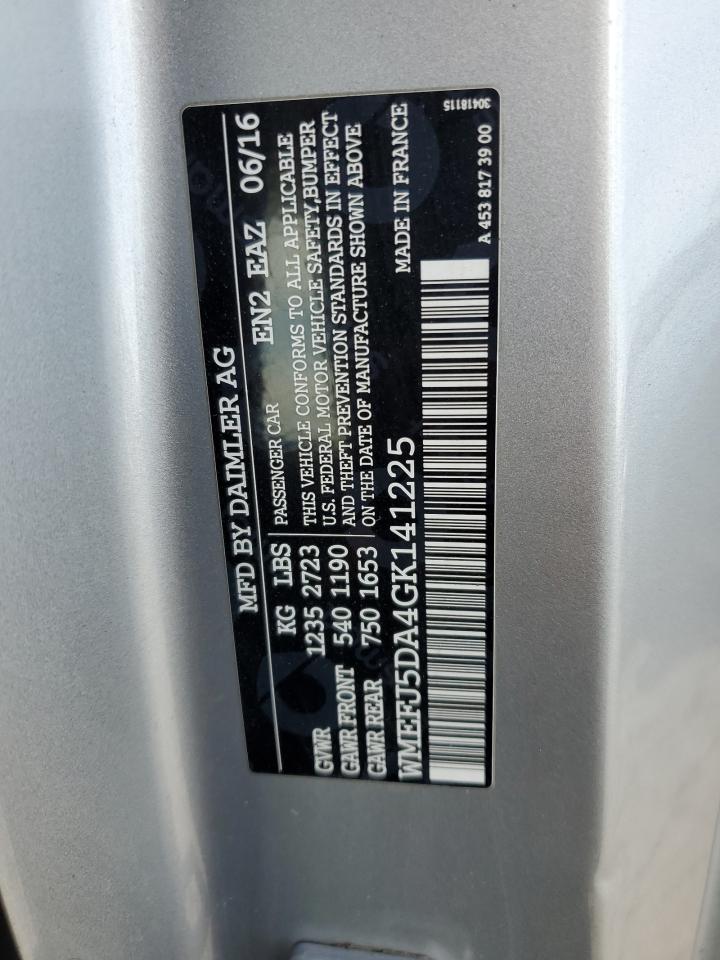 MFD BY DAIMLER AG EN2 EAZ 06/16
KG LBS
GVWR 1235 2723
GAWR FRONT 540 1190
GAWR REAR 750 1653
PASSENGER CAR
THIS VEHICLE CONFORMS TO ALL APPLICABLE
U.S. FEDERAL MOTOR VEHICLE SAFETY,BUMPER
AND THEFT PREVENTION STANDARDS IN EFFECT
ON THE DATE OF MANUFACTURE SHOWN ABOVE
WMEFJ5DA4GK141225 MADE IN FRANCE
A 453 817 39 00 30418115